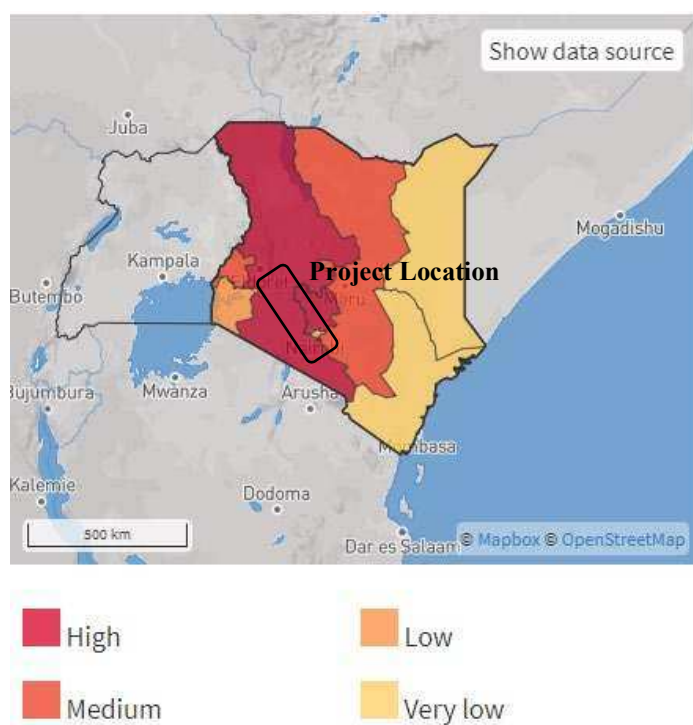 Show data source
Juba
Mogadishu
Kampala
Project Location
Butembo
Mwanza
Arusha
Bujumbura
Mombasa
Kalemie
Dodoma
500 km
Dar es Salaam
© Mapbox © OpenStreetMap
High
Low
Medium
Very low